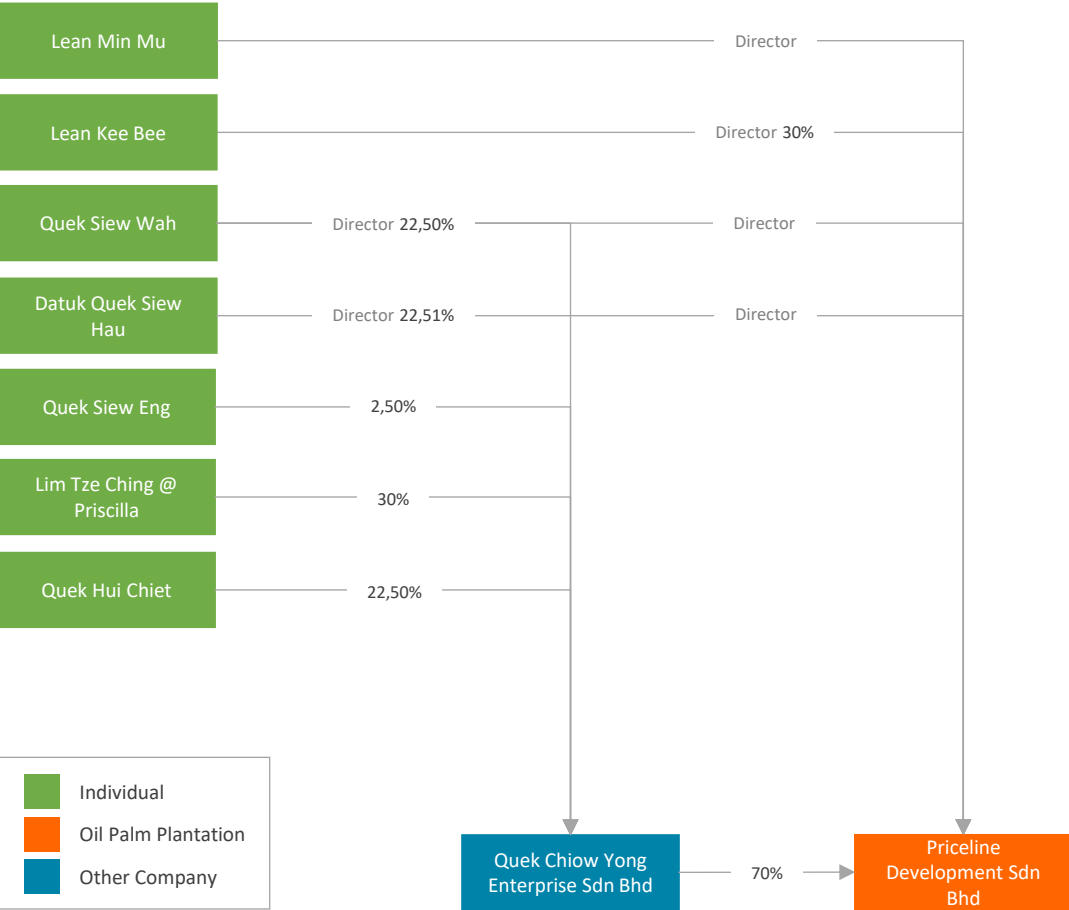 Lean Min Mu
Director
Lean Kee Bee
Director 30%
Quek Siew Wah
Director 22,50%
Director
Datuk Quek Siew
Hau
Director 22,51%
Director
Quek Siew Eng
2,50%
Lim Tze Ching @
Priscilla
30%
Quek Hui Chiet
22,50%
Individual
Oil Palm Plantation
Other Company
Quek Chiow Yong
Enterprise Sdn Bhd
70%
Priceline
Development Sdn
Bhd